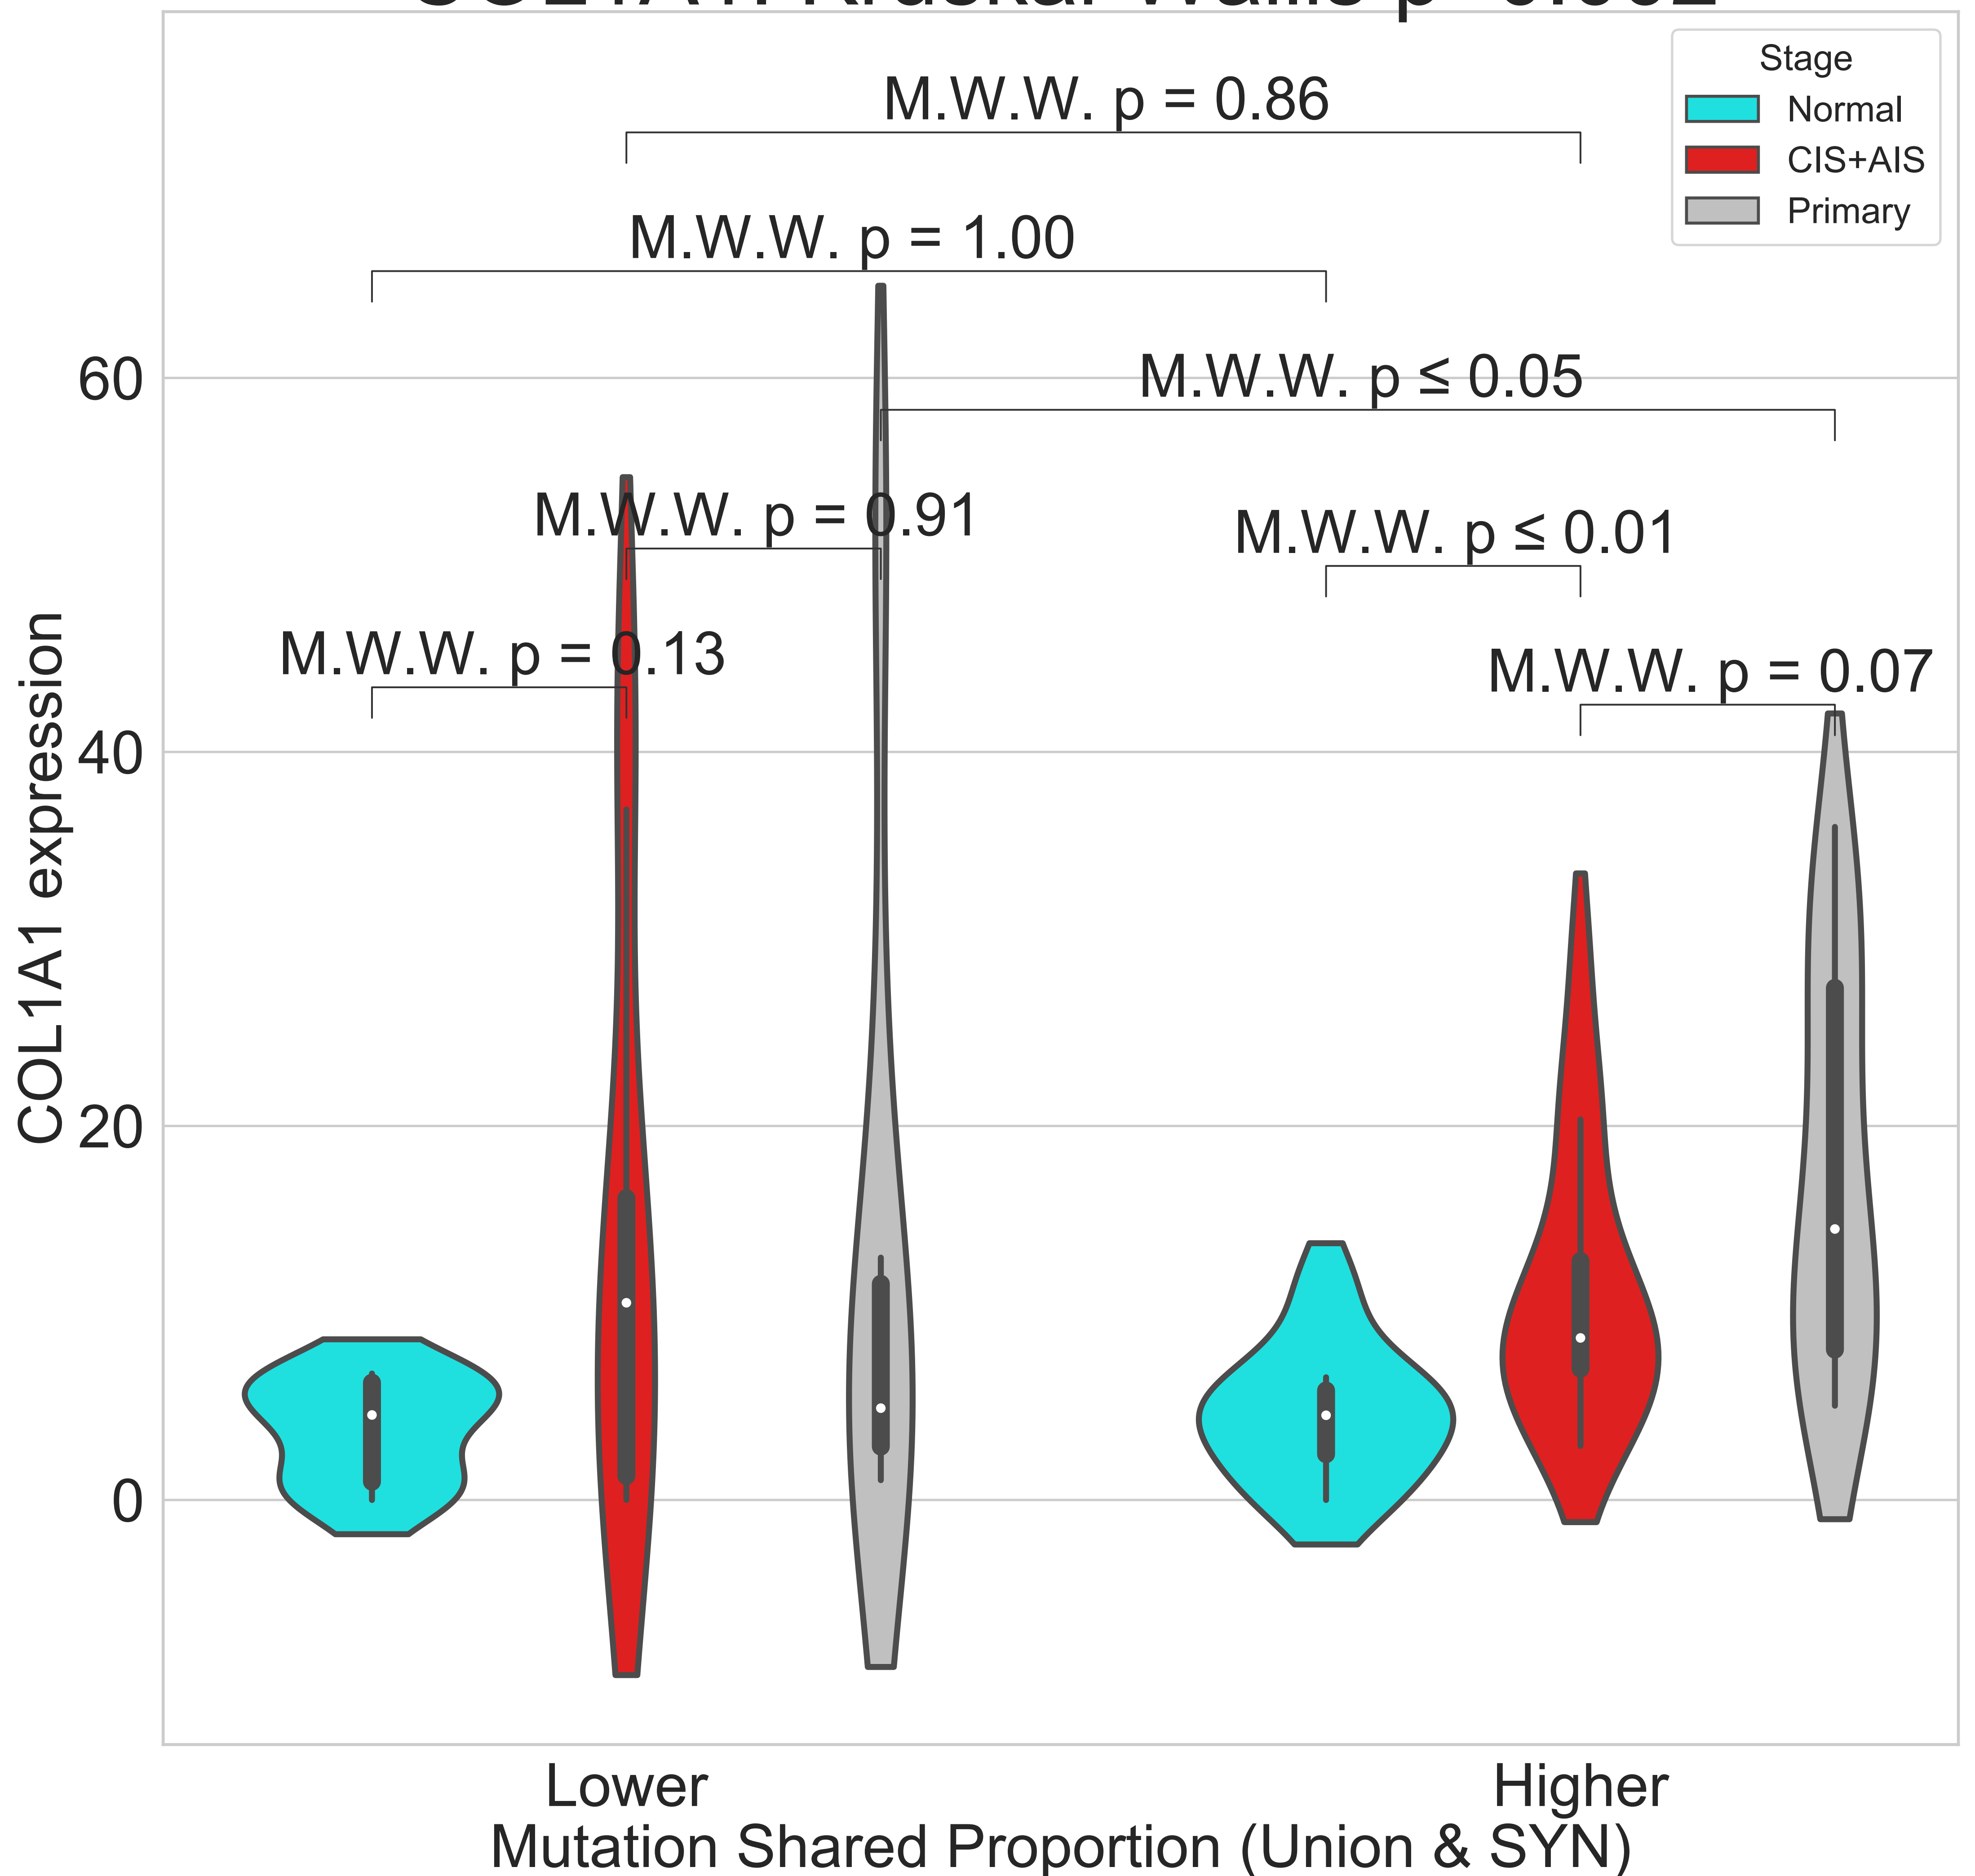 Stage
Normal
CIS+AIS
Primary
M.W.W. p = 0.86
M.W.W. p = 1.00
M.W.W. p ≤ 0.05
M.W.W. p = 0.91
M.W.W. p ≤ 0.01
M.W.W. p = 0.13
M.W.W. p = 0.07
COL1A1 expression
60
40
20
0
Lower
Higher
Mutation Shared Proportion (Union & SYN)